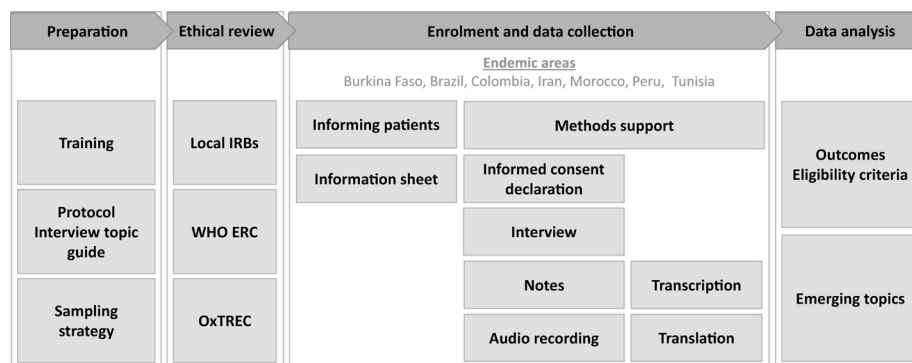 Preparation
Ethical review
Enrolment and data collection
Data analysis
Endemic areas
Burkina Faso, Brazil, Colombia, Iran, Morocco, Peru, Tunisia
Training
Protocol
Interview topic
guide
Sampling
strategy
Local IRBs
WHO ERC
OxTREC
Informing patients
Methods support
Information sheet
Informed consent
declaration
Interview
Notes
Transcription
Audio recording
Translation
Outcomes
Eligibility criteria
Emerging topics